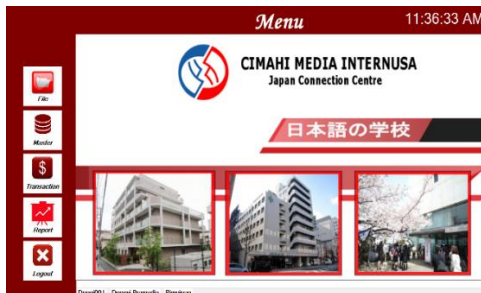 Menu
11:36:33 AM
CIMAHI MEDIA INTERNUSA
Japan Connection Centre
日本語の学校
File
Master
Transaction
Report
Logout